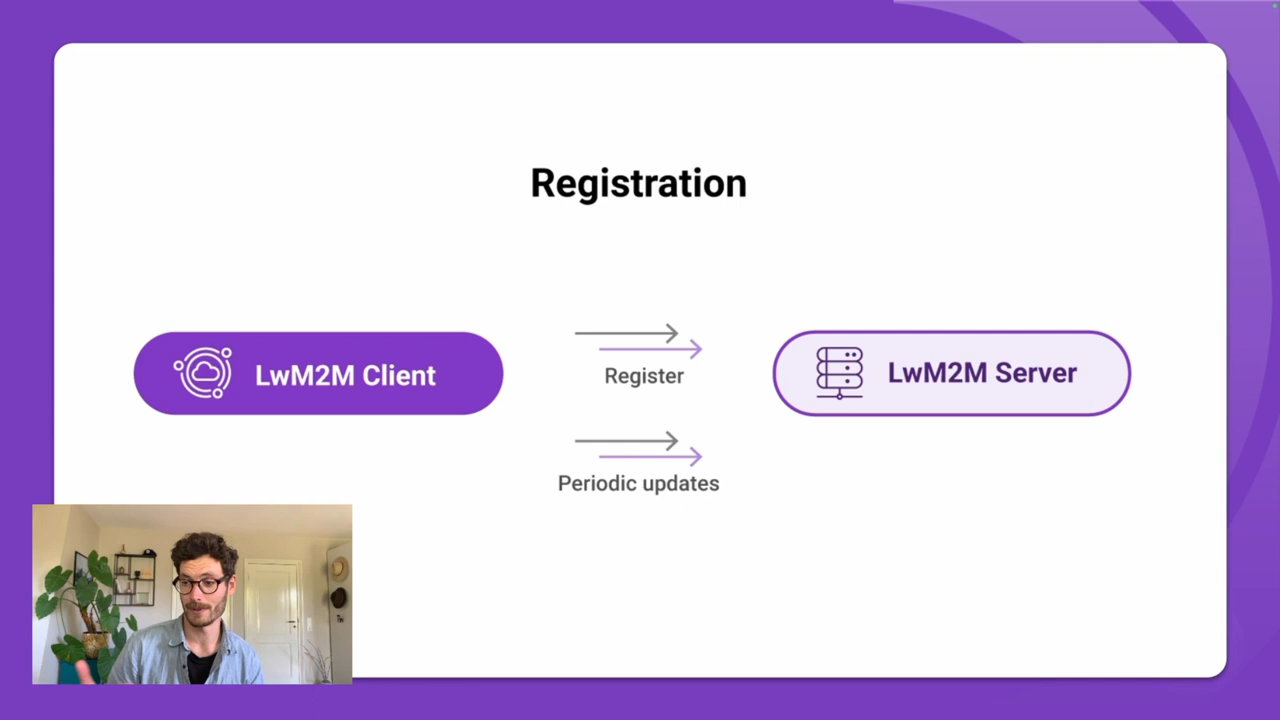 Registration
LwM2M Client
Register
LwM2M Server
Periodic updates